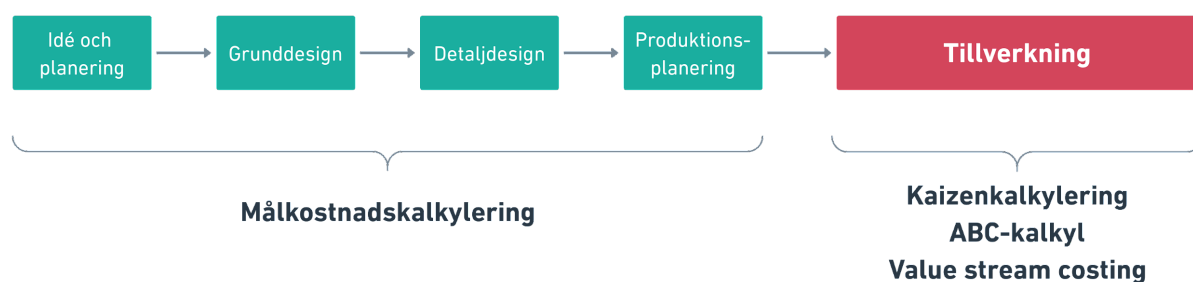 Idé och
planering
Grunddesign
Detaljdesign
Produktions-
planering
Tillverkning
Målkostnadskalkylering
Kaizenkalkylering
ABC-kalkyl
Value stream costing